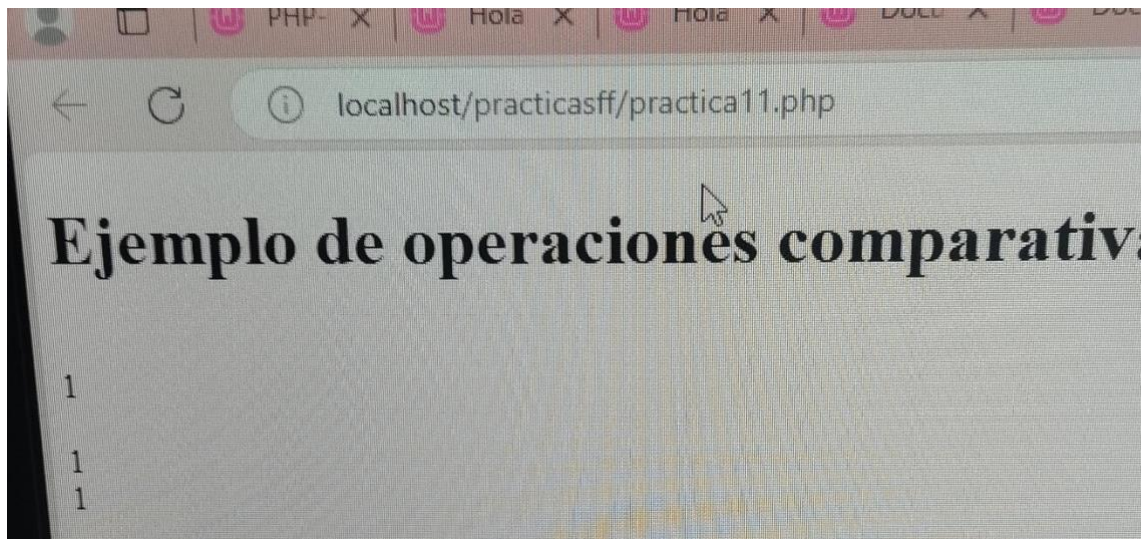 PHP-
Hola
Hola
localhost/practicasff/practica11.php
Ejemplo de operaciones comparativ
1
1
1